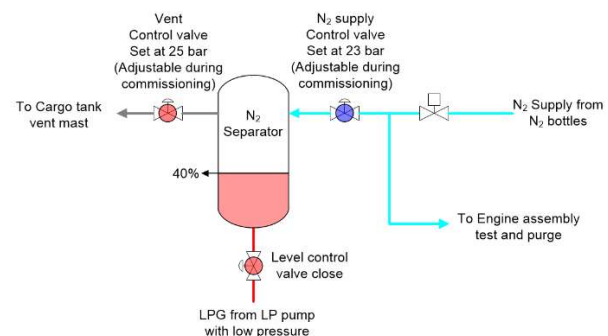 Vent
Control valve
Set at 25 bar
(Adjustable during
commissioning)
N₂ supply
Control valve
Set at 23 bar
(Adjustable during
commissioning)
To Cargo tank
vent mast
N₂
Separator
N₂ Supply from
N₂ bottles
40%
To Engine assembly
test and purge
Level control
valve close
LPG from LP pump
with low pressure